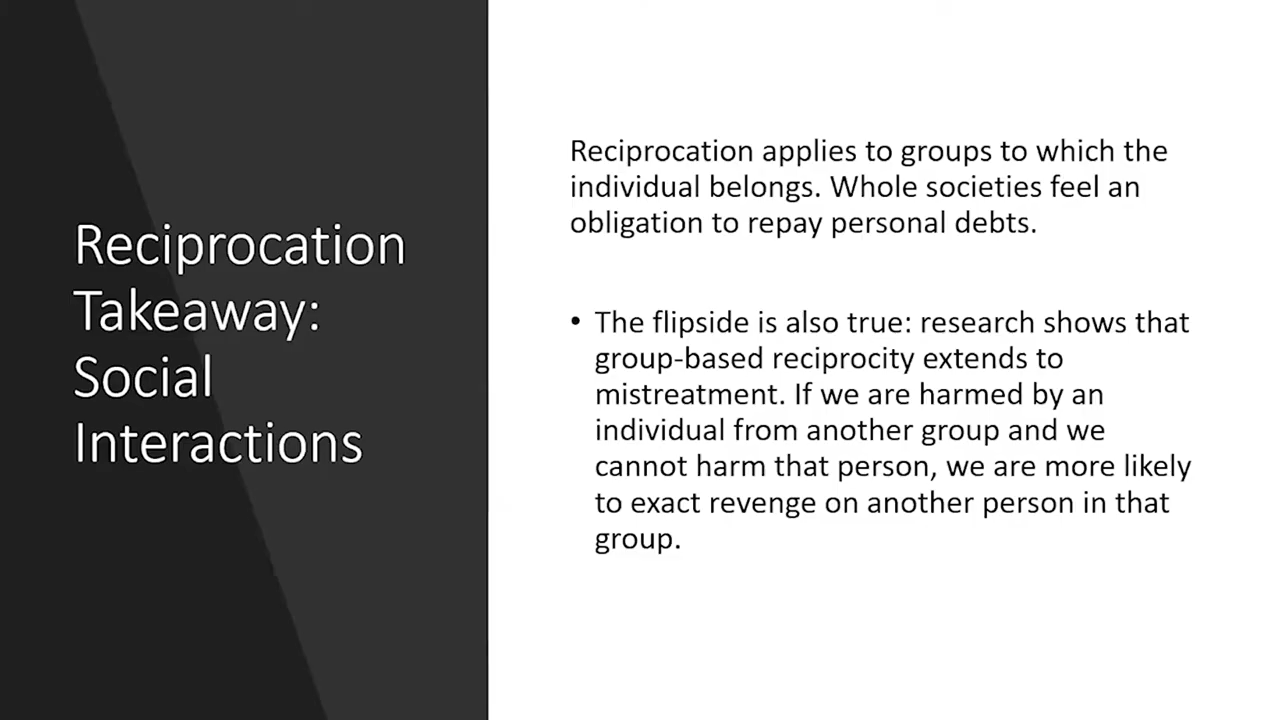 Reciprocation
Takeaway:
Social
Interactions
Reciprocation applies to groups to which the
individual belongs. Whole societies feel an
obligation to repay personal debts.
• The flipside is also true: research shows that
group-based reciprocity extends to
mistreatment. If we are harmed by an
individual from another group and we
cannot harm that person, we are more likely
to exact revenge on another person in that
group.